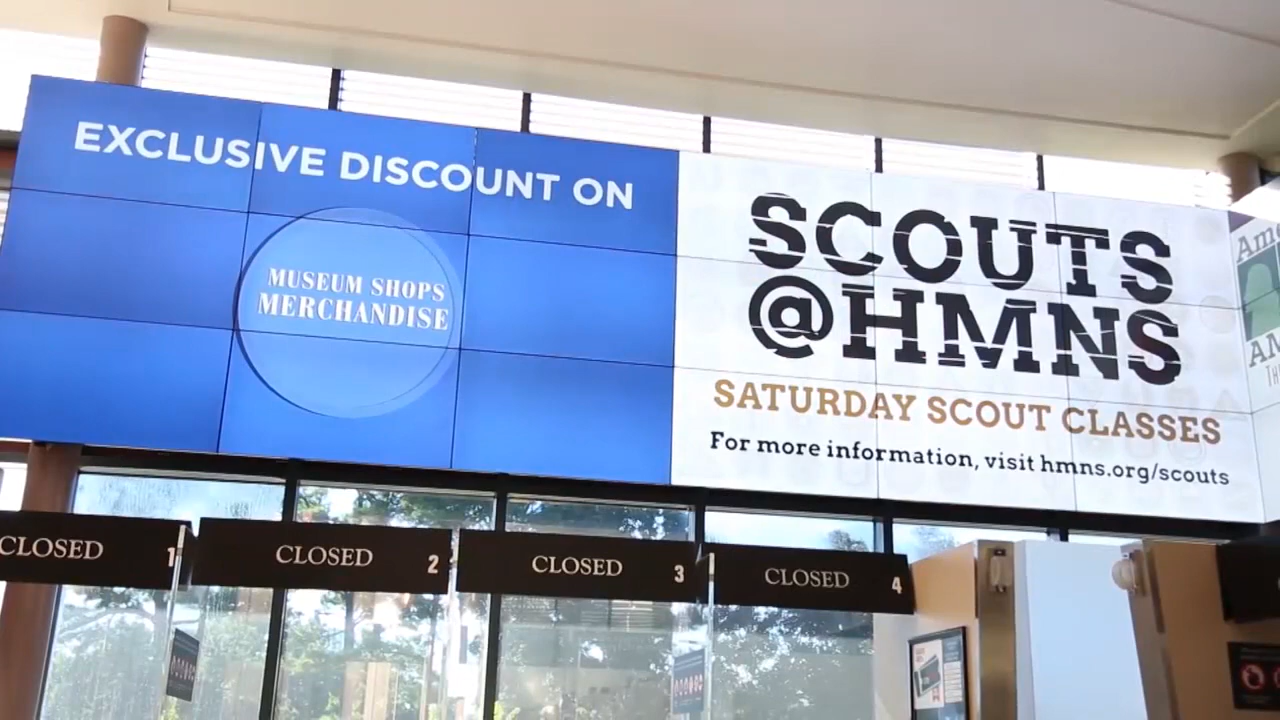 EXCLUSIVE DISCOUNT ON
MUSEUM SHOPS
MERCHANDISE
SCOUTS
@HMNS
SATURDAY SCOUT CLASSES
For more information, visit hmns.org/scouts
CLOSED 1
CLOSED 2
CLOSED 3
CLOSED 4